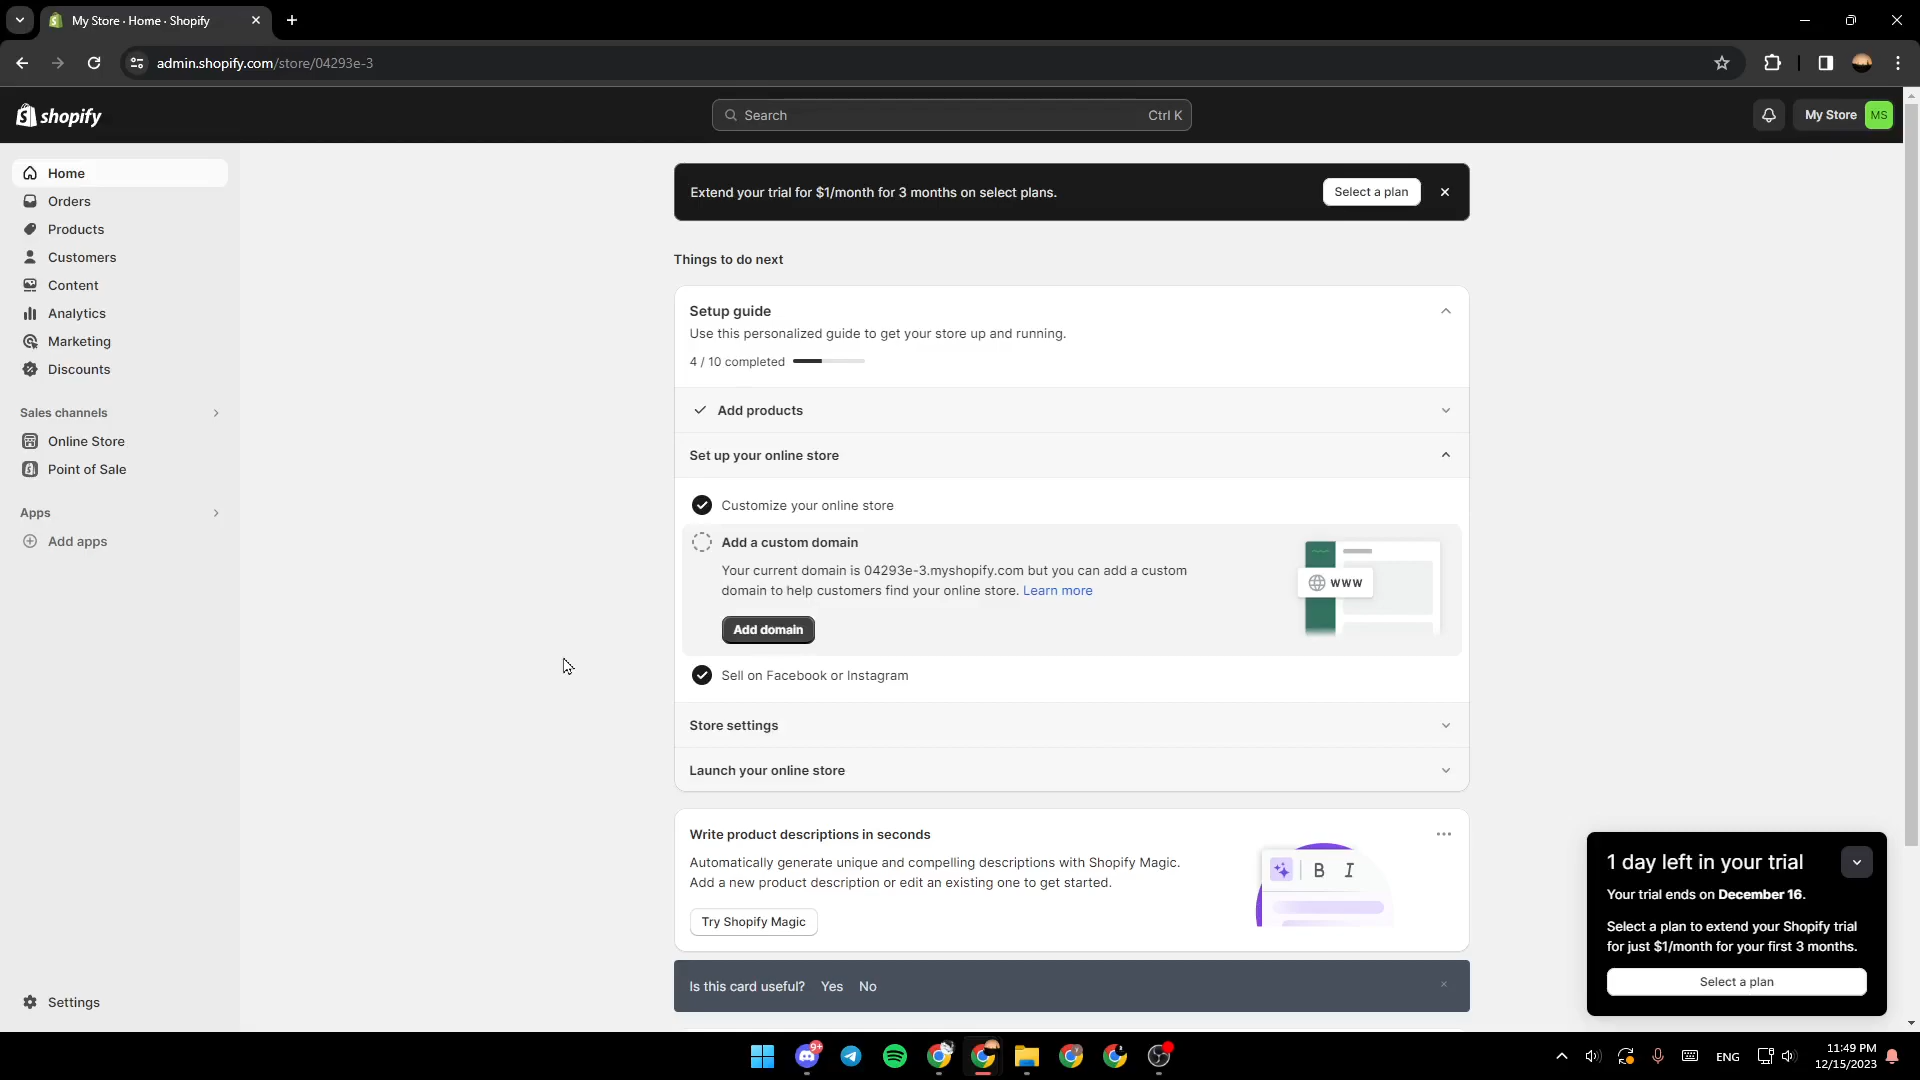 My Store · Home · Shopify
admin.shopify.com/store/04293e-3
shopify
Search
Ctrl K
My Store
MS
Home
Orders
Products
Customers
Content
Analytics
Marketing
Discounts
Sales channels
Online Store
Point of Sale
Apps
Add apps
Settings
Extend your trial for $1/month for 3 months on select plans.
Select a plan
Things to do next
Setup guide
Use this personalized guide to get your store up and running.
4 / 10 completed
Add products
Set up your online store
Customize your online store
Add a custom domain
Your current domain is 04293e-3.myshopify.com but you can add a custom
domain to help customers find your online store. Learn more
www
Add domain
Sell on Facebook or Instagram
Store settings
Launch your online store
Write product descriptions in seconds
Automatically generate unique and compelling descriptions with Shopify Magic.
Add a new product description or edit an existing one to get started.
B I
Try Shopify Magic
Is this card useful? Yes No
1 day left in your trial
Your trial ends on December 16.
Select a plan to extend your Shopify trial
for just $1/month for your first 3 months.
Select a plan
9+
ENG
11:49 PM
12/15/2023